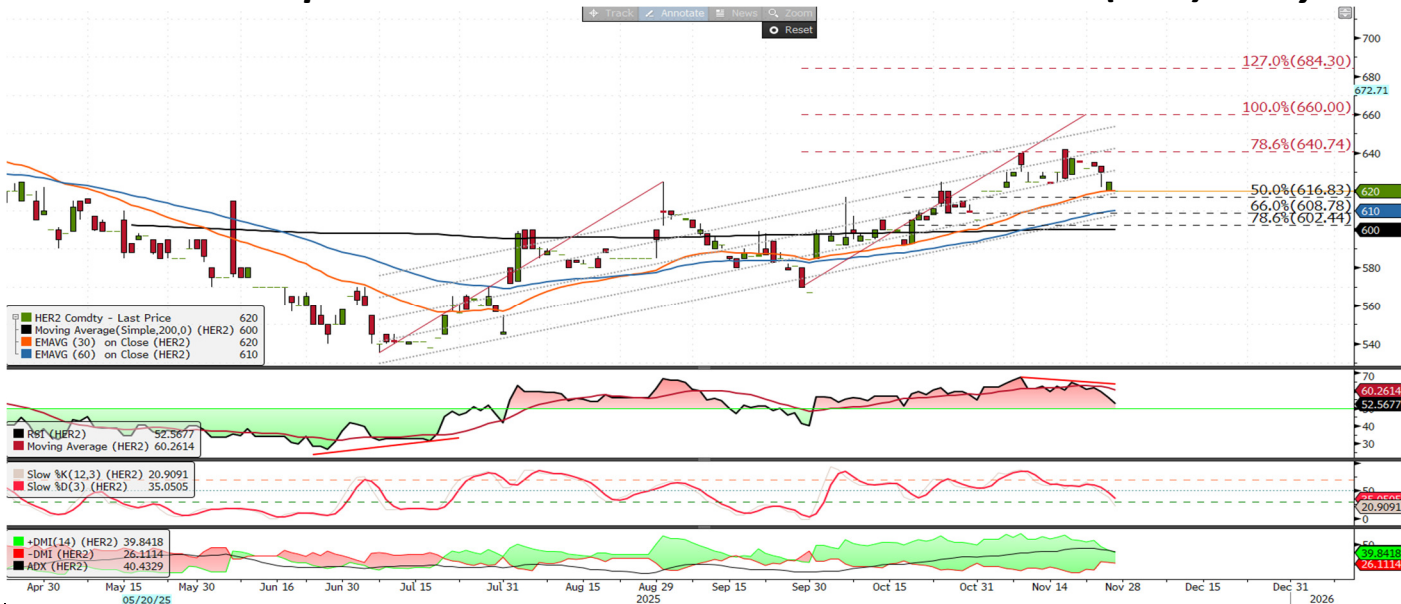 Track Annotate News Zoom
Reset
700
127.0%(684.30)
680
672.71
100.0%(660.00)
660
78.6%(640.74)
640
620
50.0%(616.83)
66.0%(608.78)
610
78.6%(602.44)
600
580
560
540
HER2 Comdty - Last Price 620
Moving Average(Simple,200,0) (HER2) 600
EMAVG (30) on Close (HER2) 620
EMAVG (60) on Close (HER2) 610
70
60.2614
52.5677
40
30
RSI (HER2) 52.5677
Moving Average (HER2) 60.2614
Slow %K(12,3) (HER2) 20.9091
Slow %D(3) (HER2) 35.0505
50
35.0505
20.9091
0
+DMI(14) (HER2) 39.8418
-DMI (HER2) 26.1114
ADX (HER2) 40.4329
50
39.8418
26.1114
Apr 30 May 15 May 30 Jun 16 Jun 30 Jul 15 Jul 31 Aug 15 Aug 29 Sep 15 Sep 30 Oct 15 Oct 31 Nov 14 Nov 28 Dec 15 Dec 31
05/20/25 2025 2026